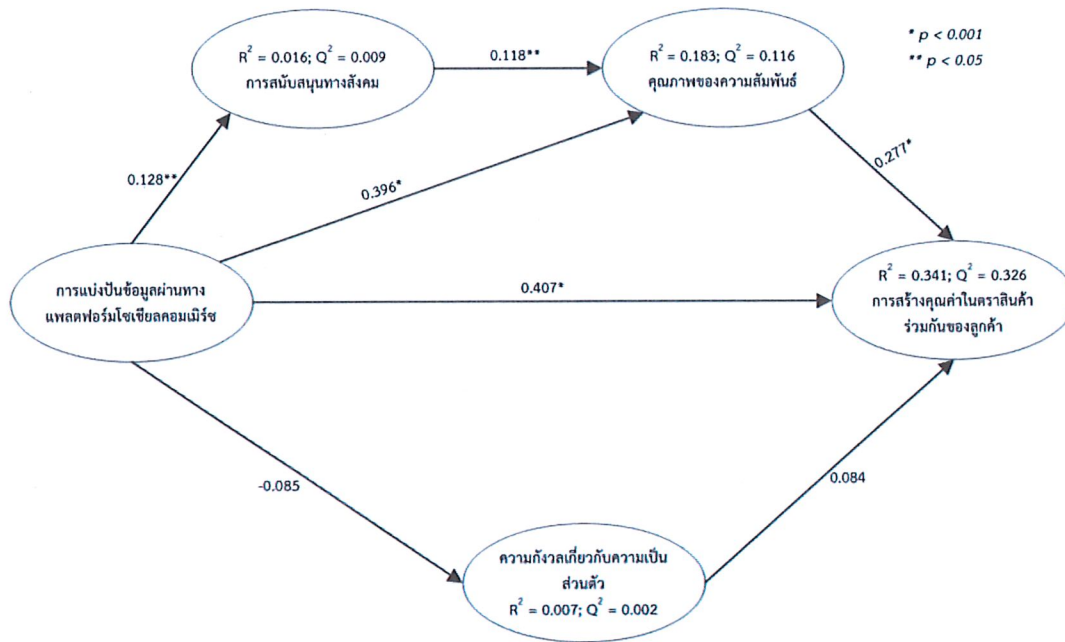 * p < 0.001
** p < 0.05
R² = 0.016; Q² = 0.009
การสนับสนุนทางสังคม
0.118**
R² = 0.183; Q² = 0.116
คุณภาพของความสัมพันธ์
0.128**
0.396*
0.277*
การแบ่งปันข้อมูลผ่านทาง
แพลตฟอร์มโซเชียลคอมเมิร์ซ
0.407*
R² = 0.341; Q² = 0.326
การสร้างคุณค่าในตราสินค้า
ร่วมกันของลูกค้า
-0.085
0.084
ความกังวลเกี่ยวกับความเป็น
ส่วนตัว
R² = 0.007; Q² = 0.002